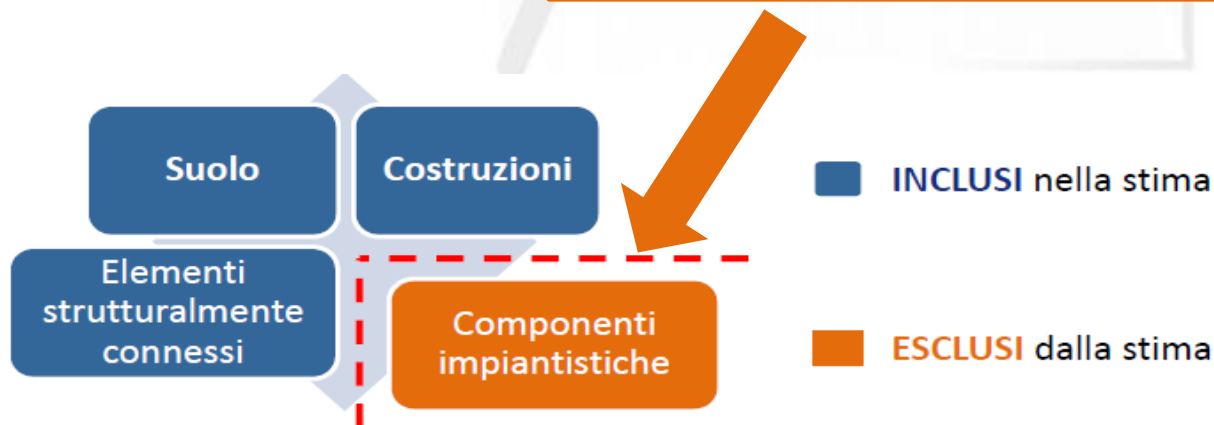 Suolo
Costruzioni
INCLUSI nella stima
Elementi
strutturalmente
connessi
Componenti
impiantistiche
ESCLUSI dalla stima